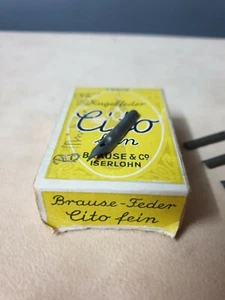 Kugelfeder
Cito
fein
BRAUSE & Co
ISERLOHN
Brause-Feder
Cito fein